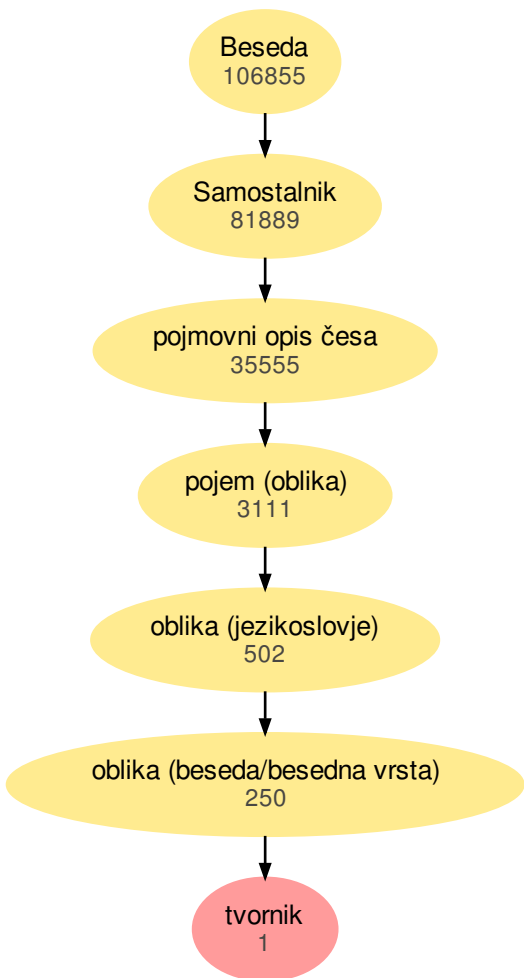 Beseda
106855
Samostalnik
81889
pojmovni opis česa
35555
pojem (oblika)
3111
oblika (jezikoslovje)
502
oblika (beseda/besedna vrsta)
250
tvornik
1